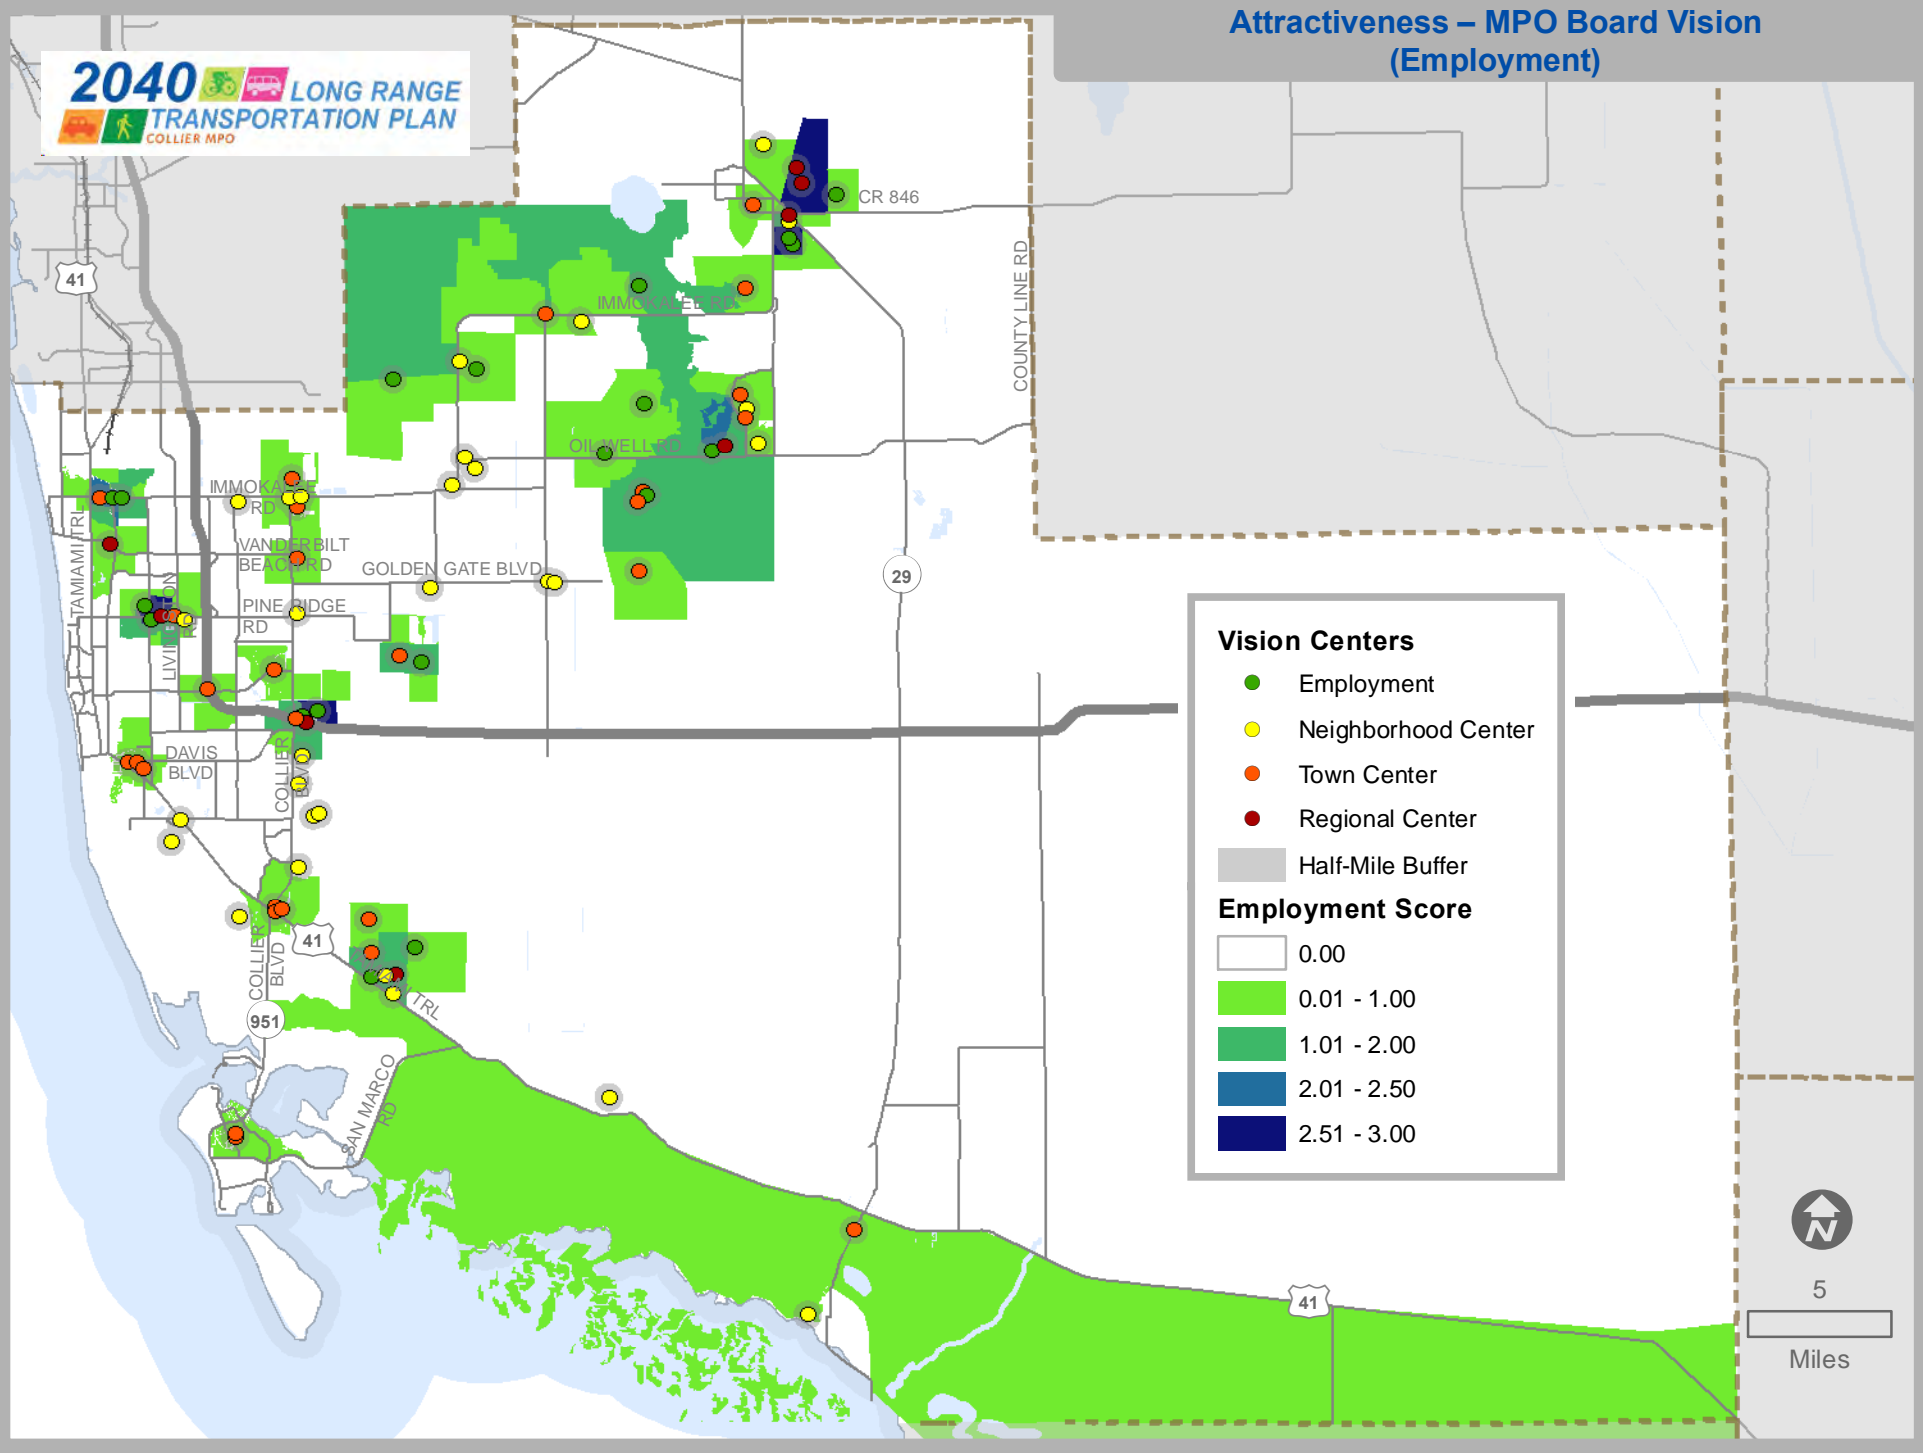 Attractiveness – MPO Board Vision
(Employment)
2040 LONG RANGE
TRANSPORTATION PLAN
COLLIER MPO
41
CR 846
COUNTY LINE RD
IMMOKALEE RD
OIL WELL RD
IMMOKALEE
RD
TAMIAMI TRL
VANDERBILT
BEACH RD
GOLDEN GATE BLVD
29
LIVINGSTON
PINE RIDGE
RD
DAVIS
BLVD
COLLIER
BLVD
COLLIER
BLVD
41
TRL
951
SAN MARCO
RD
41
Vision Centers
Employment
Neighborhood Center
Town Center
Regional Center
Half-Mile Buffer
Employment Score
0.00
0.01 - 1.00
1.01 - 2.00
2.01 - 2.50
2.51 - 3.00
N
5
Miles